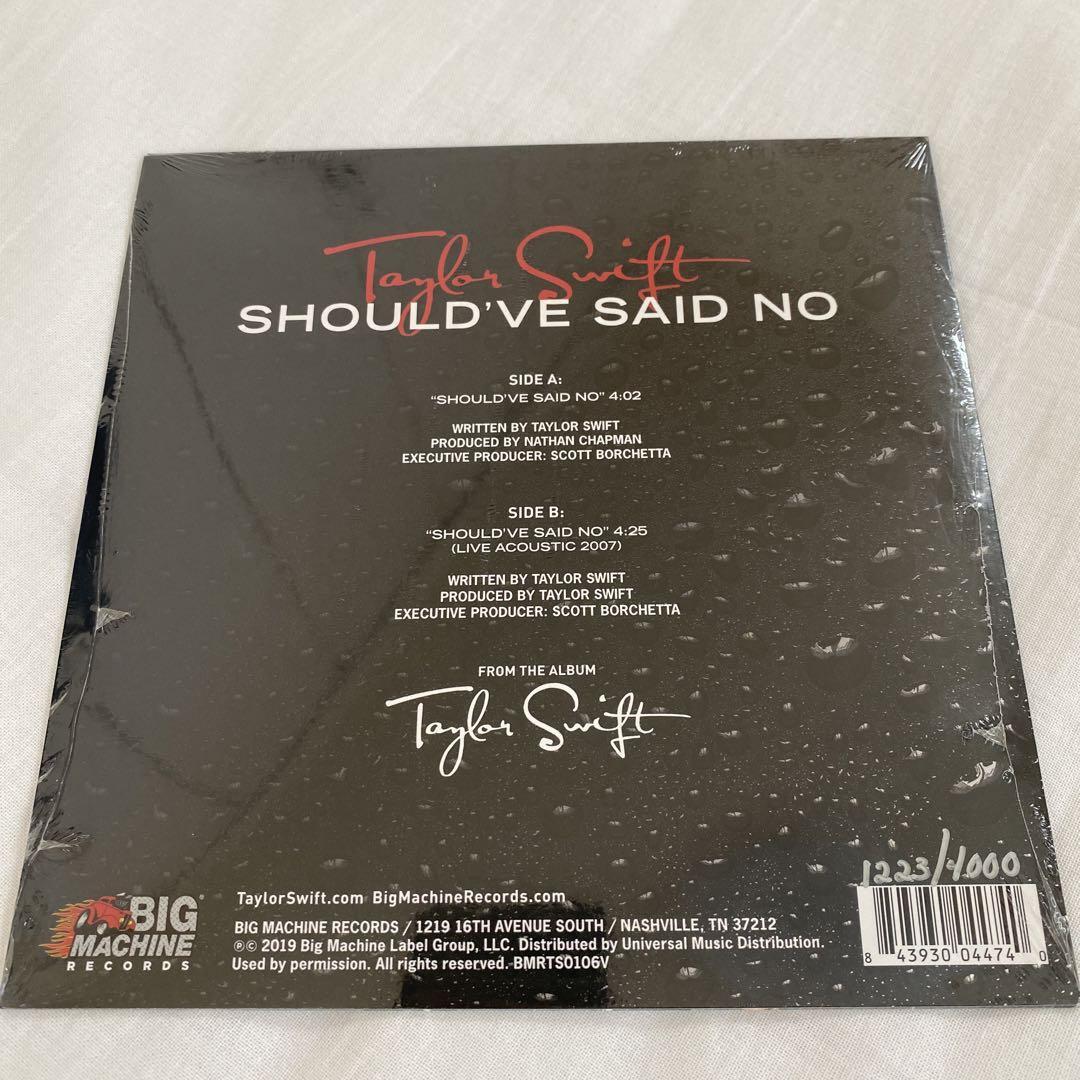 Taylor Swift
SHOULD'VE SAID NO
SIDE A:
“SHOULD'VE SAID NO” 4:02
WRITTEN BY TAYLOR SWIFT
PRODUCED BY NATHAN CHAPMAN
EXECUTIVE PRODUCER: SCOTT BORCHETTA
SIDE B:
“SHOULD'VE SAID NO” 4:25
(LIVE ACOUSTIC 2007)
WRITTEN BY TAYLOR SWIFT
PRODUCED BY TAYLOR SWIFT
EXECUTIVE PRODUCER: SCOTT BORCHETTA
FROM THE ALBUM
Taylor Swift
1223/4000
BIG
MACHINE
RECORDS
TaylorSwift.com BigMachineRecords.com
BIG MACHINE RECORDS / 1219 16TH AVENUE SOUTH / NASHVILLE, TN 37212
℗© 2019 Big Machine Label Group, LLC. Distributed by Universal Music Distribution.
Used by permission. All rights reserved. BMRTS0106V
8 43930 04474 0